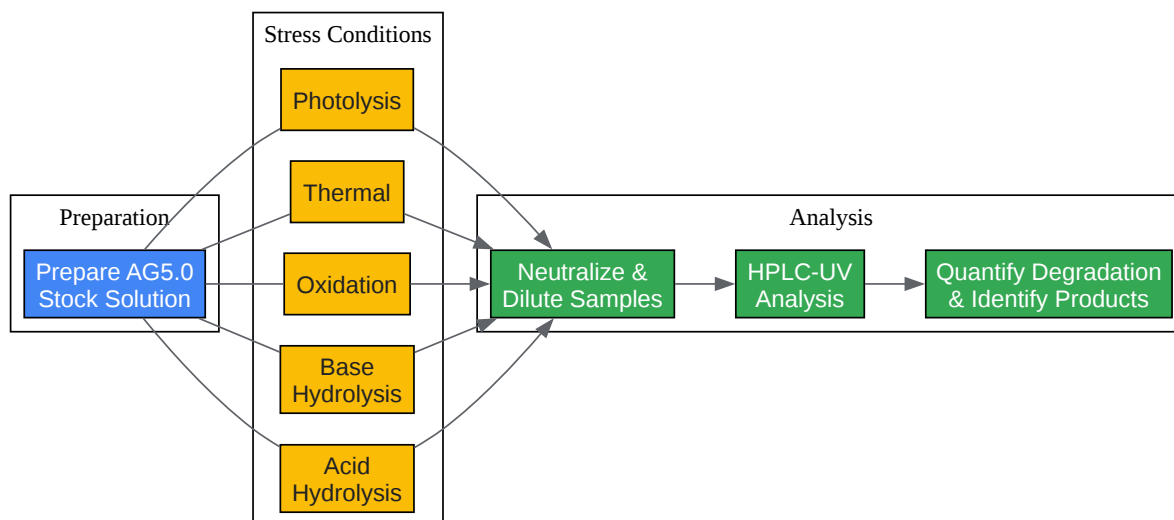 Stress Conditions
Photolysis
Thermal
Oxidation
Base
Hydrolysis
Acid
Hydrolysis
Preparation
Prepare AG5.0
Stock Solution
Analysis
Neutralize &
Dilute Samples
HPLC-UV
Analysis
Quantify Degradation
& Identify Products